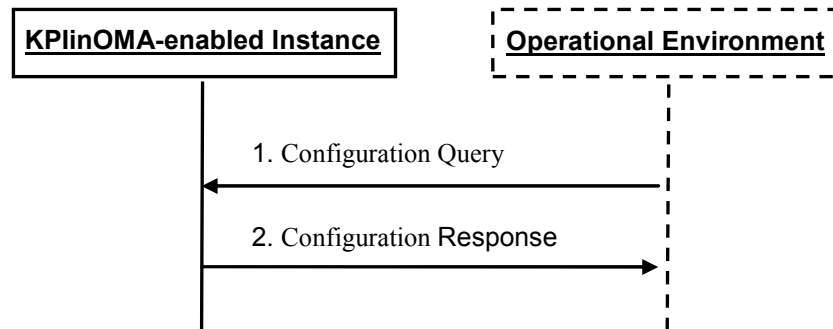 KPIinOMA-enabled Instance
Operational Environment
1. Configuration Query
2. Configuration Response